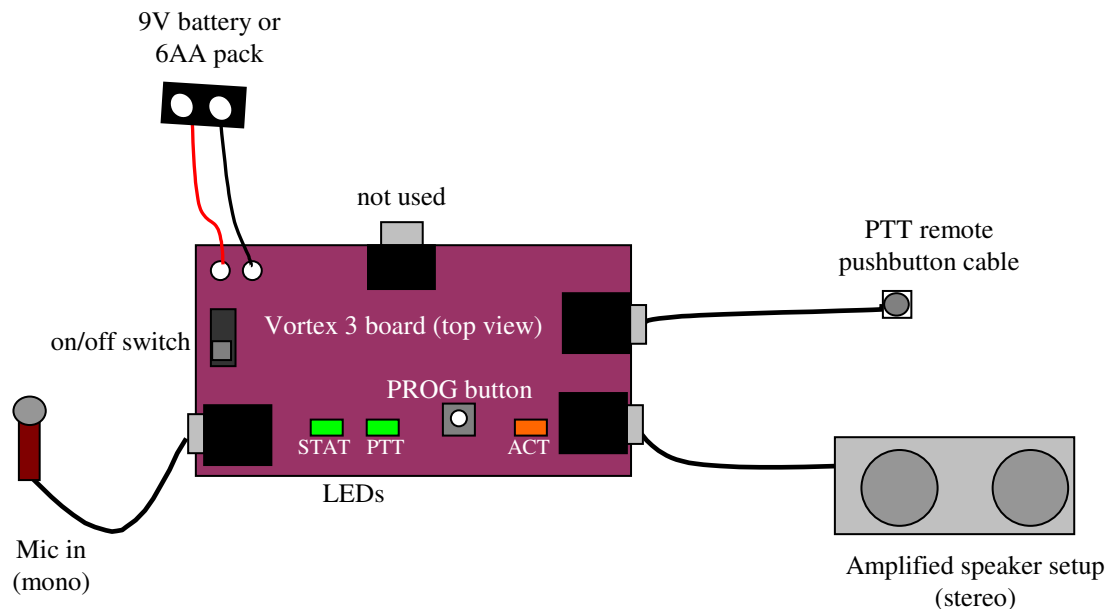 9V battery or
6AA pack
not used
PTT remote
pushbutton cable
Vortex 3 board (top view)
on/off switch
PROG button
STAT
PTT
ACT
LEDs
Mic in
(mono)
Amplified speaker setup
(stereo)